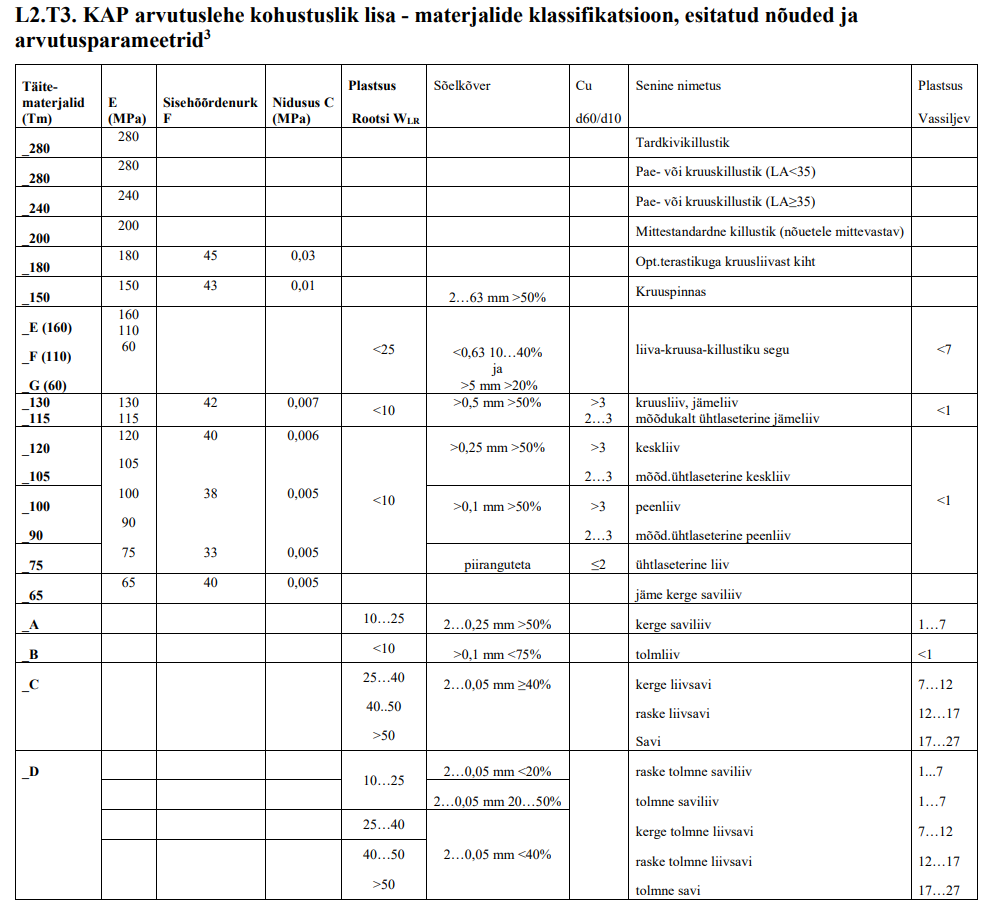 L2.T3. KAP arvutuslehe kohustuslik lisa - materjalide klassifikatsioon, esitatud nõuded ja
arvutusparameetrid³
Täite-
materjalid
(Tm)
E
(MPa)
Sisehõõrdenurk
F
Nidusus C
(MPa)
Plastsus
Rootsi WLR
Sõelkõver
Cu
d60/d10
Senine nimetus
Plastsus
Vassiljev
_280 280 Tardkivikillustik
_280 280 Pae- või kruuskillustik (LA<35)
_240 240 Pae- või kruuskillustik (LA≥35)
_200 200 Mittestandardne killustik (nõuetele mittevastav)
_180 180 45 0,03 Opt.terastikuga kruusliivast kiht
_150 150 43 0,01 2…63 mm >50% Kruuspinnas
_E (160)
_F (110)
_G (60)
160
110
60
<25
<0,63 10…40%
ja
>5 mm >20%
liiva-kruusa-killustiku segu
<7
_130 130 42 0,007 <10 >0,5 mm >50% >3 kruusliiv, jämeliiv <1
_115 115 2…3 mõõdukalt ühtlaseterine jämeliiv
_120 120 40 0,006 >0,25 mm >50% >3 keskliiv
_105 105 2…3 mõõd.ühtlaseterine keskliiv
_100 100 38 0,005 <10 >0,1 mm >50% >3 peenliiv <1
_90 90 2…3 mõõd.ühtlaseterine peenliiv
_75 75 33 0,005 piiranguteta ≤2 ühtlaseterine liiv
_65 65 40 0,005 jäme kerge saviliiv
_A 10…25 2…0,25 mm >50% kerge saviliiv 1…7
_B <10 >0,1 mm <75% tolmliiv <1
_C 25…40 2…0,05 mm ≥40% kerge liivsavi 7…12
40..50 raske liivsavi 12…17
>50 Savi 17…27
_D 10…25 2…0,05 mm <20% raske tolmne saviliiv 1...7
2…0,05 mm 20…50% tolmne saviliiv 1…7
25…40 kerge tolmne liivsavi 7…12
40…50 2…0,05 mm <40% raske tolmne liivsavi 12…17
>50 tolmne savi 17…27